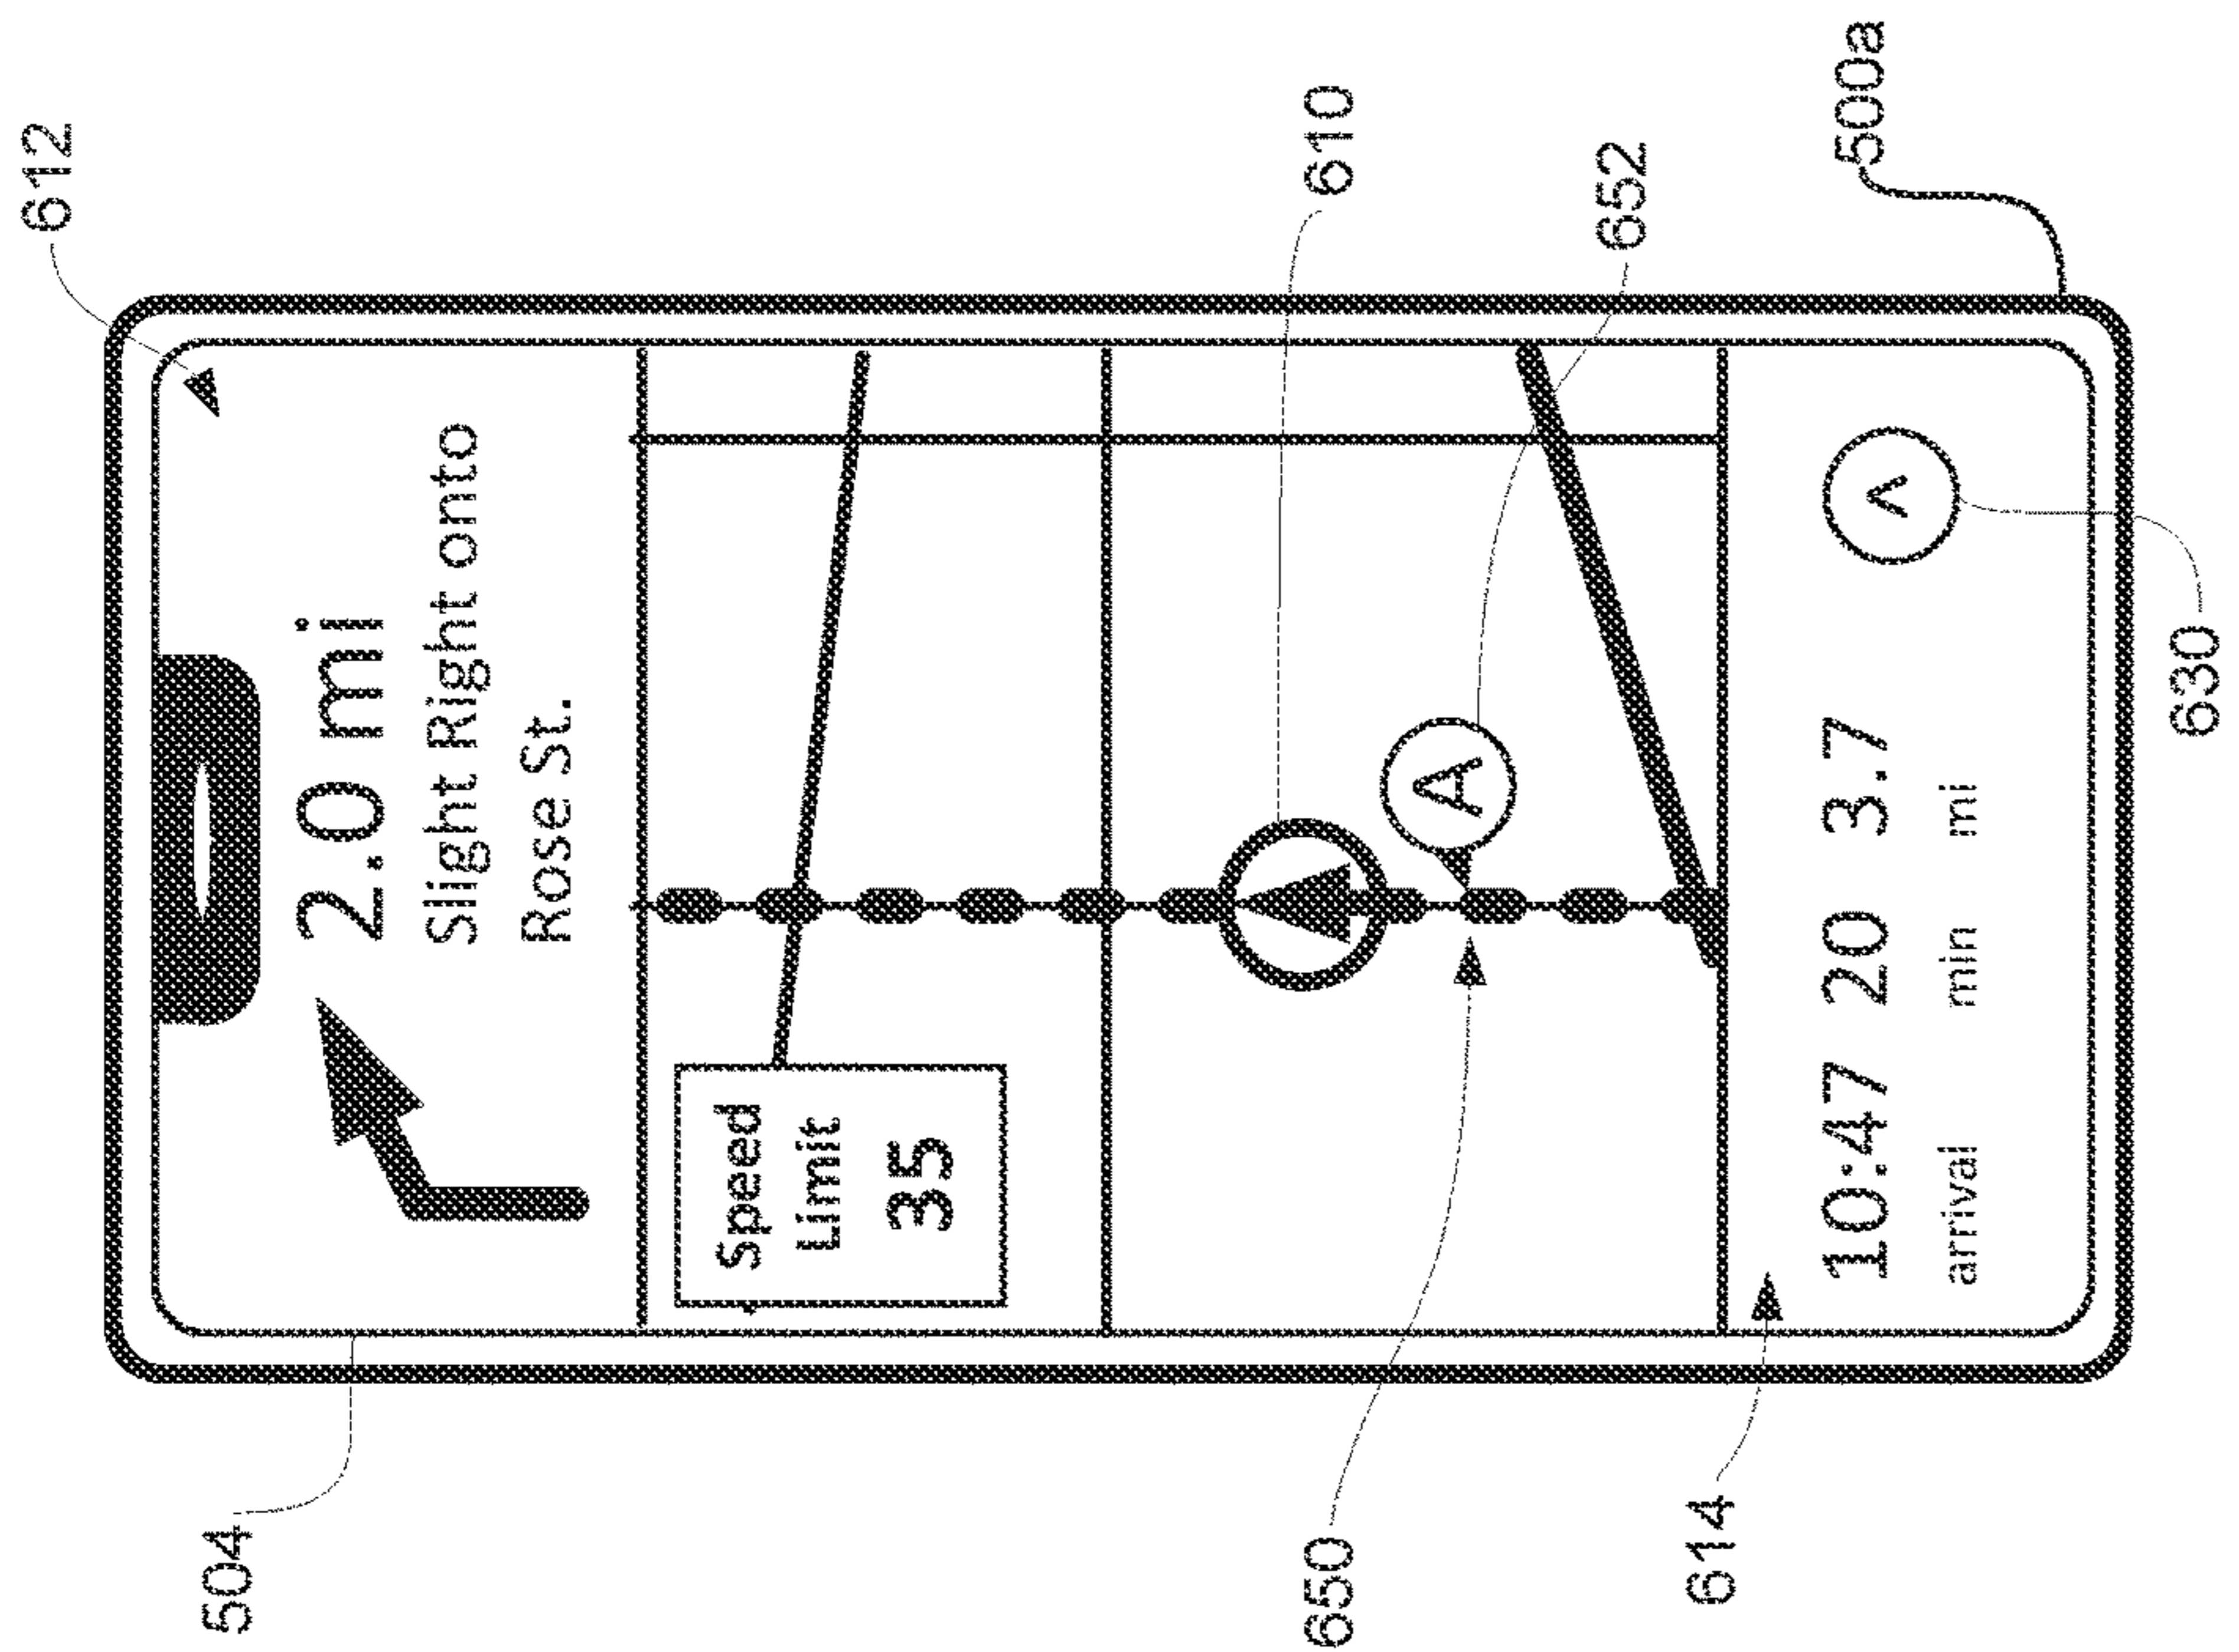 612
2.0 mi
Slight Right onto
Rose St.
504
Speed
Limit
35
610
A
652
650
614
10:47 20 3.7
arrival min mi
^
630
500a